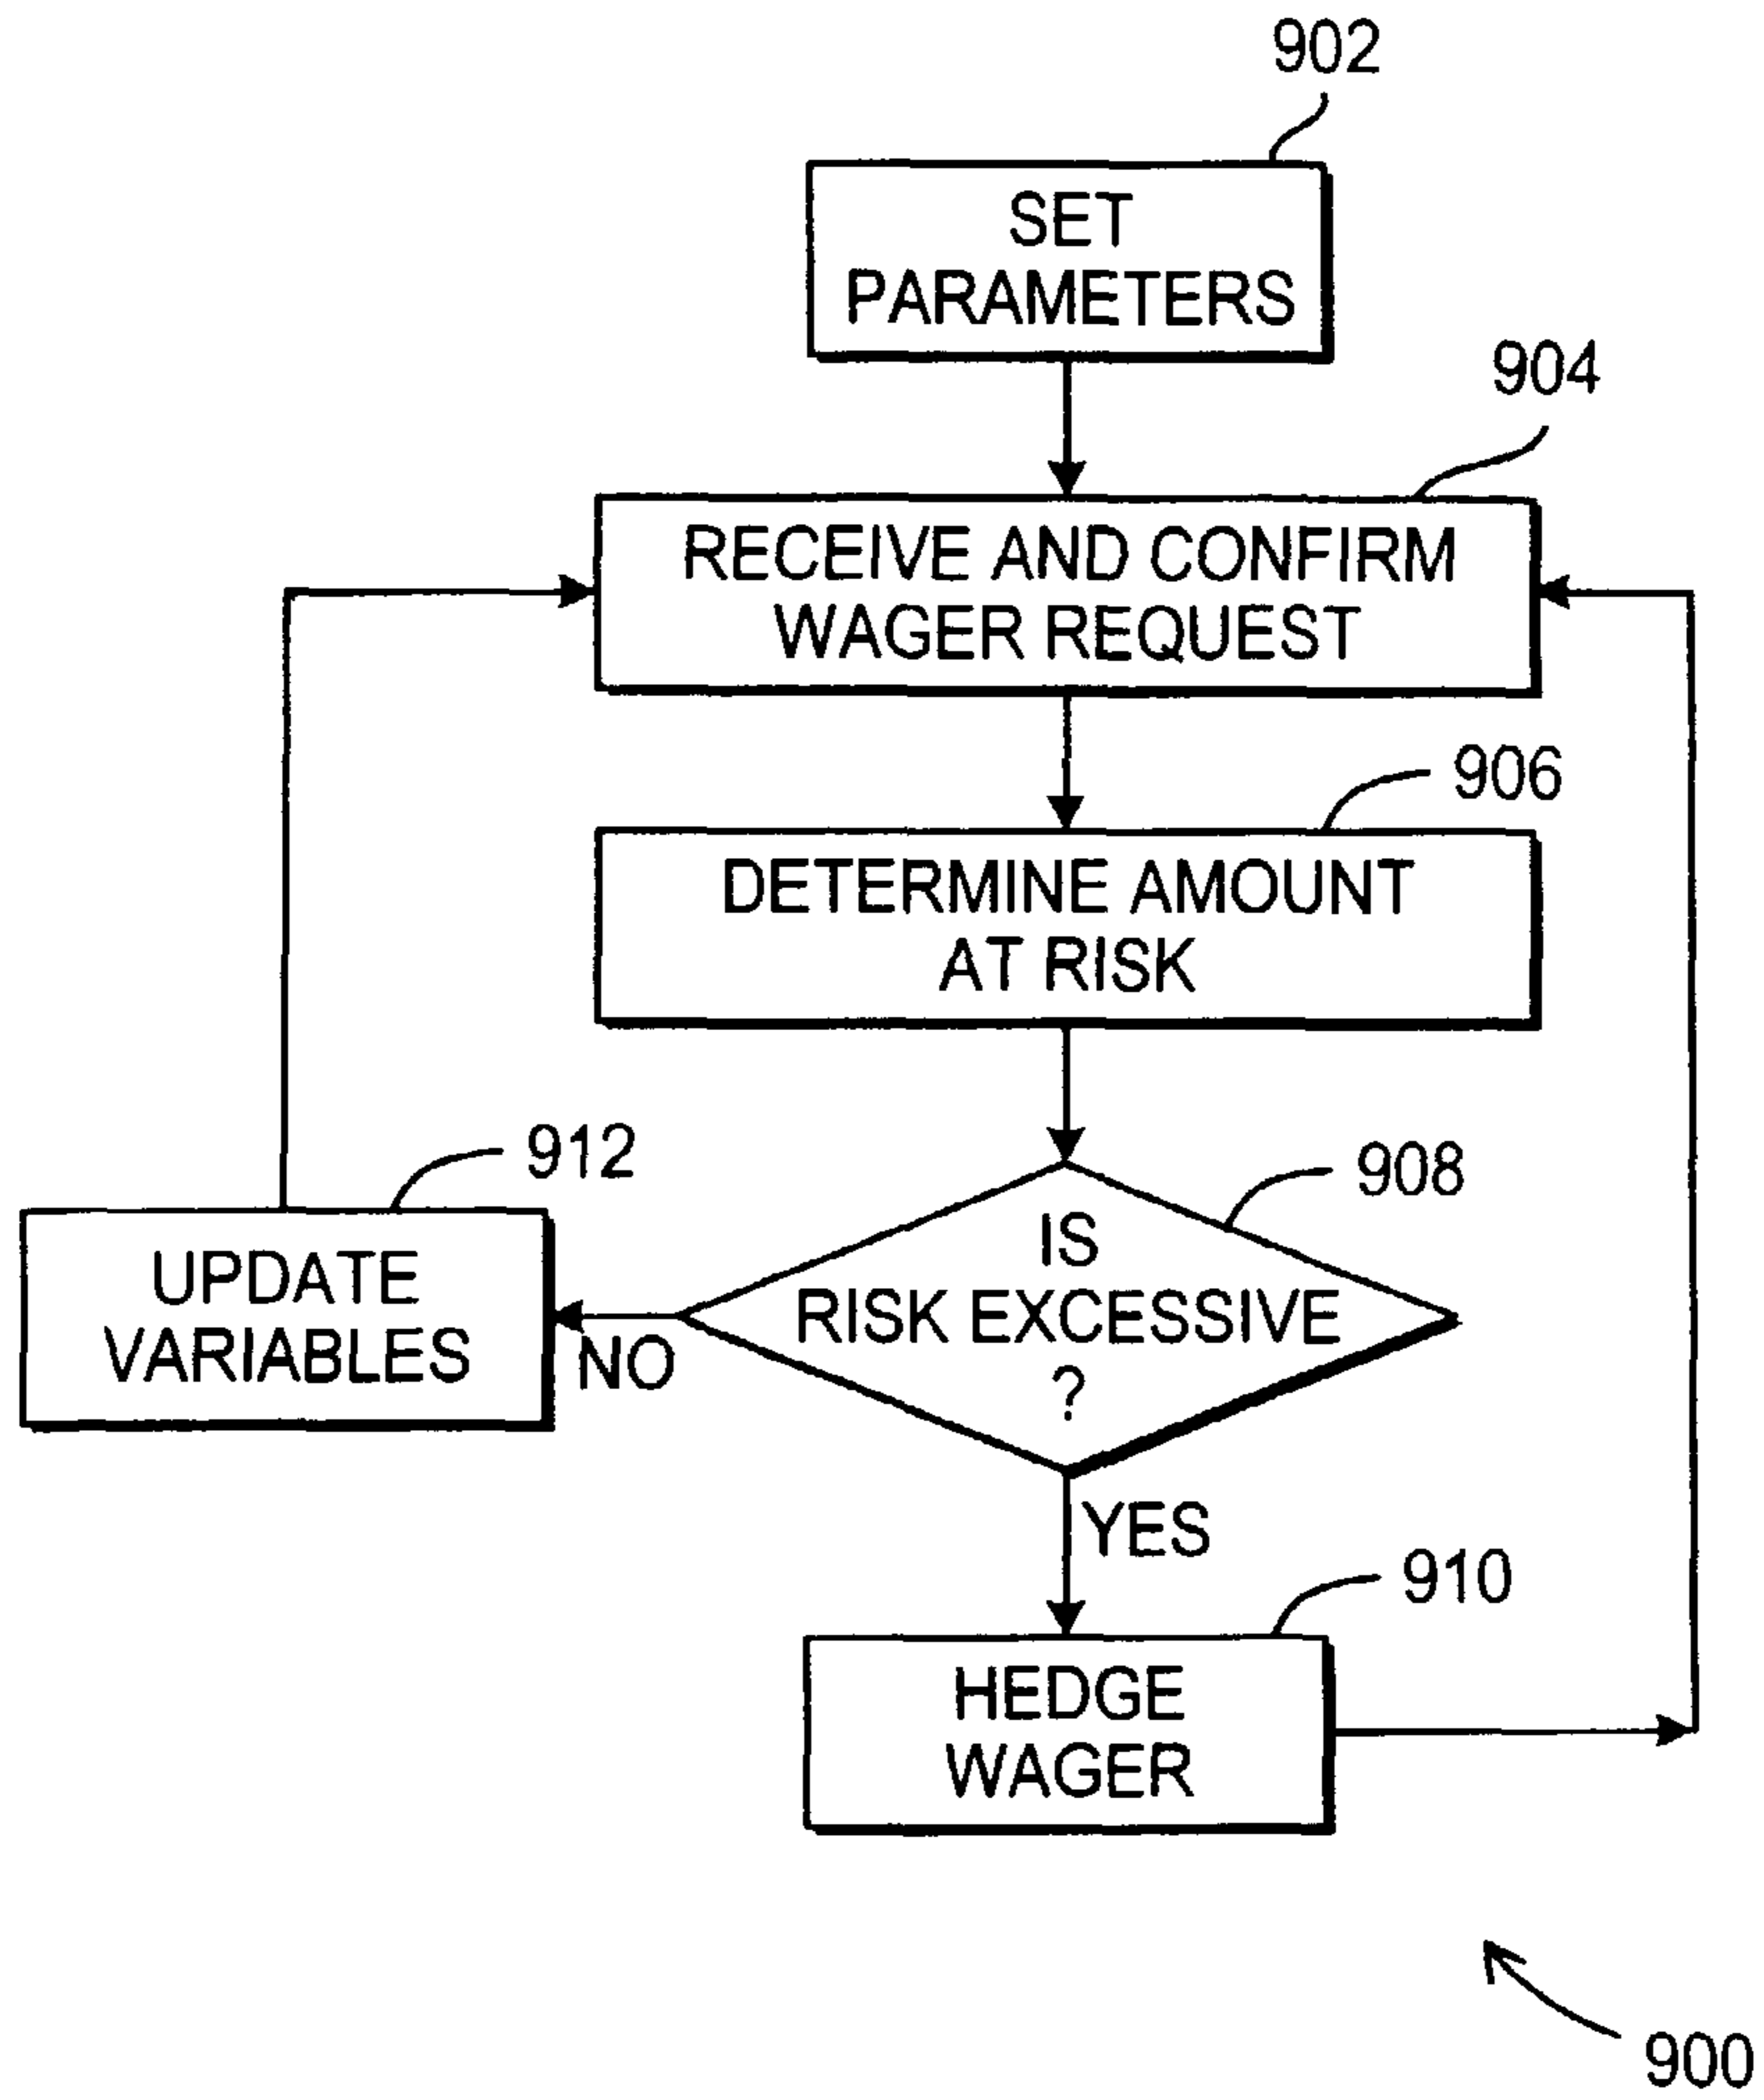 902
SET
PARAMETERS
904
RECEIVE AND CONFIRM
WAGER REQUEST
906
DETERMINE AMOUNT
AT RISK
912
908
UPDATE
VARIABLES
NO
IS
RISK EXCESSIVE
?
YES
910
HEDGE
WAGER
900